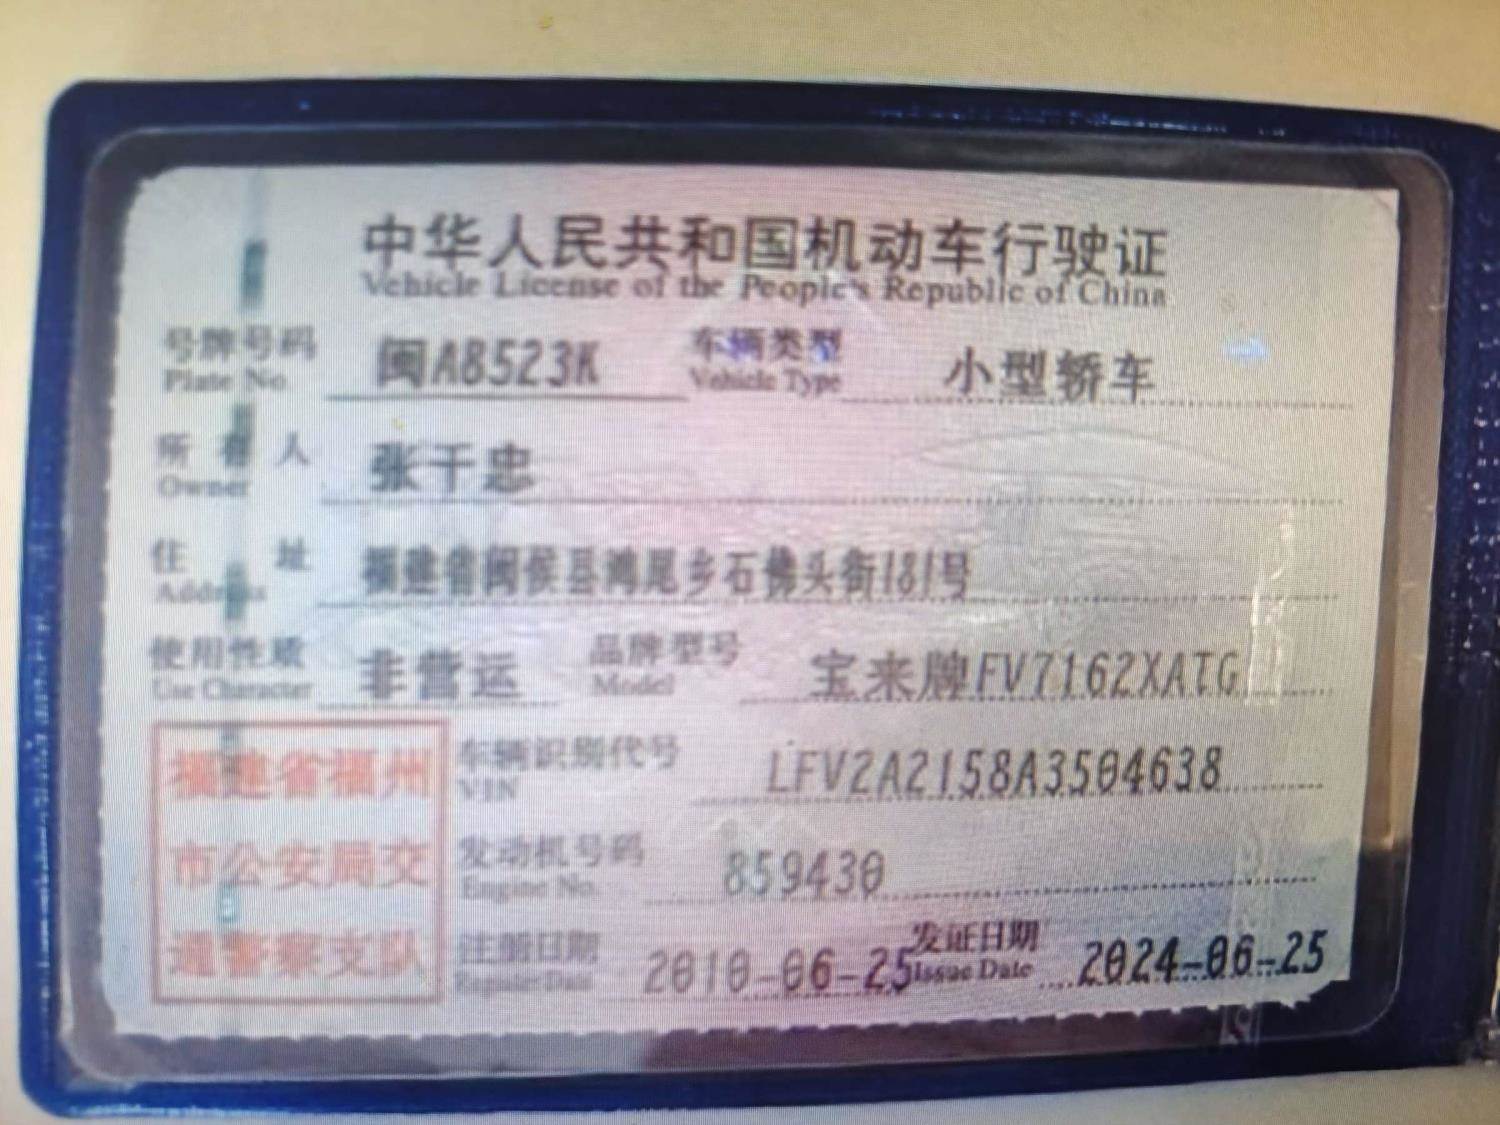 中华人民共和国机动车行驶证
Vehicle License of the People's Republic of China
号牌号码 闽A8523K 车辆类型 小型轿车
Plate No. Vehicle Type
所有人 张干忠
Owner
住址 福建省闽侯县鸿尾乡石佛头街181号
Address
使用性质 非营运 品牌型号 宝来牌FV7162XATG
Use Character Model
车辆识别代号 LFV2A2158A3504638
VIN
发动机号码 859430
Engine No.
注册日期 2010-06-25 发证日期 2024-06-25
Register Date Issue Date
福建省福州
市公安局交
通警察支队